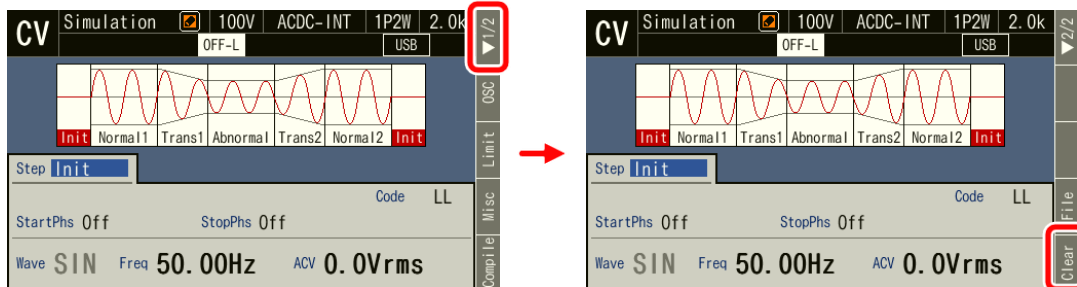 CV Simulation 100V ACDC-INT 1P2W 2.0k ▼1/2
OFF-L USB
OSC
Init Normal1 Trans1 Abnormal Trans2 Normal2 Init
Limit
Step Init
Code LL
Misc
StartPhs Off StopPhs Off
Wave SIN Freq 50.00Hz ACV 0.0Vrms
Compile
CV Simulation 100V ACDC-INT 1P2W 2.0k ▼2/2
OFF-L USB
Init Normal1 Trans1 Abnormal Trans2 Normal2 Init
Step Init
Code LL
File
StartPhs Off StopPhs Off
Wave SIN Freq 50.00Hz ACV 0.0Vrms
Clear